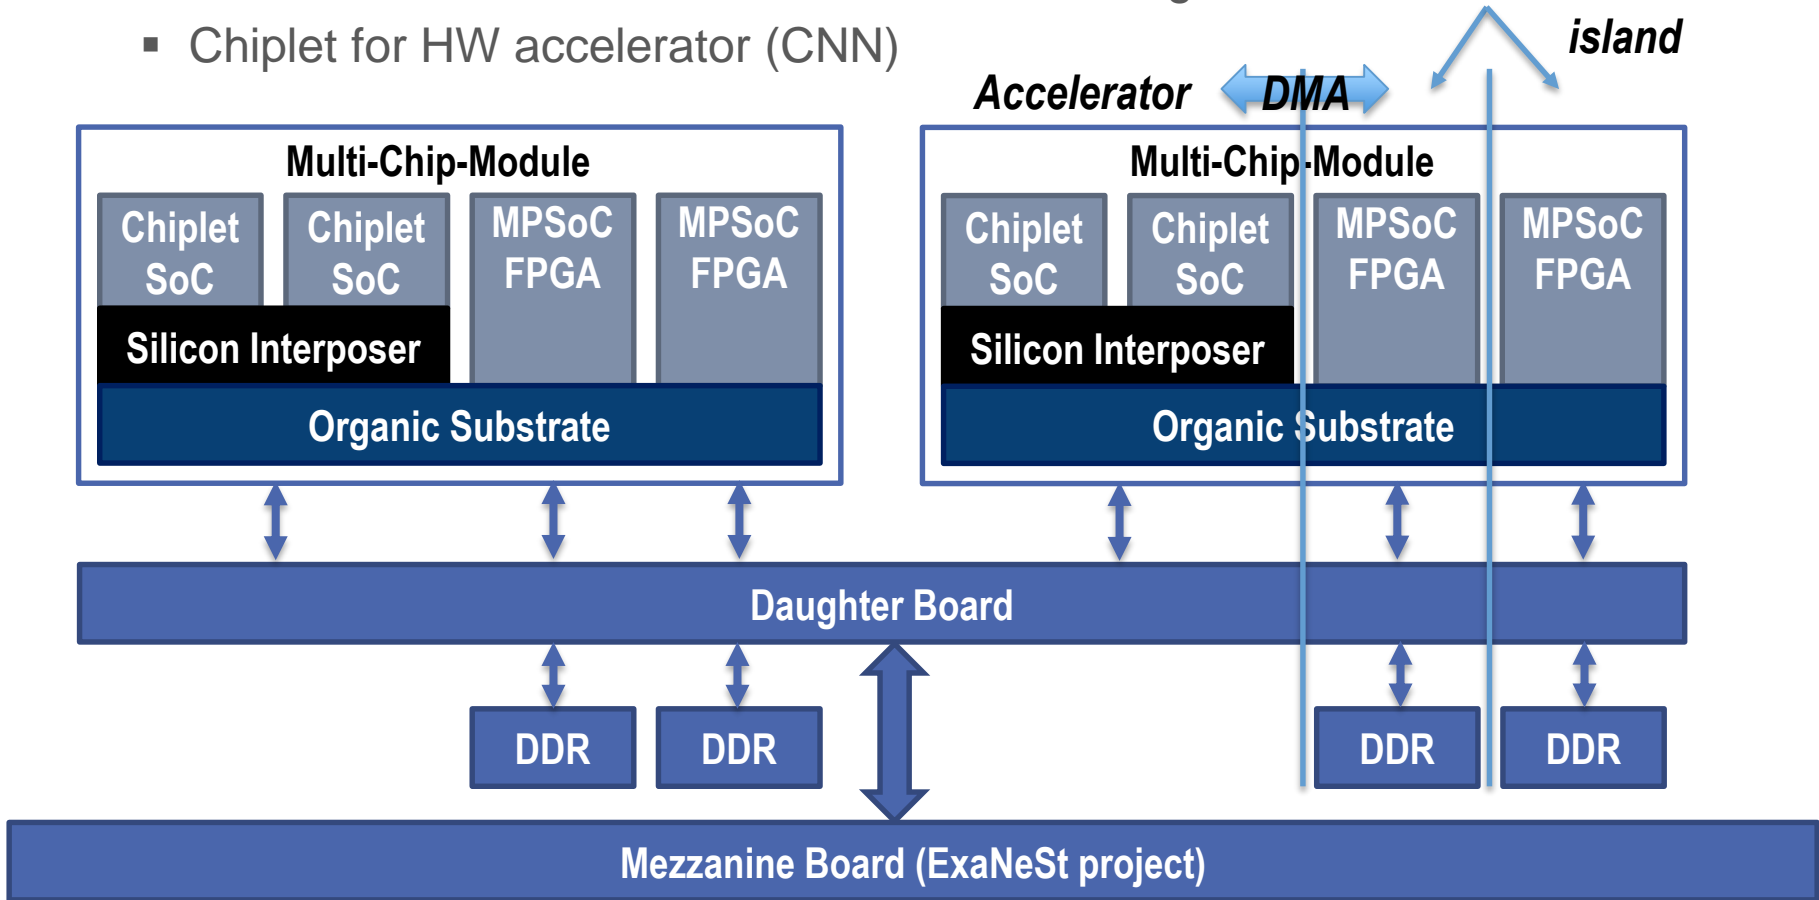 ▪ Chiplet for HW accelerator (CNN)
island
Accelerator
DMA
Multi-Chip-Module
Multi-Chip-Module
Chiplet
SoC
Chiplet
SoC
MPSoC
FPGA
MPSoC
FPGA
Chiplet
SoC
Chiplet
SoC
MPSoC
FPGA
MPSoC
FPGA
Silicon Interposer
Silicon Interposer
Organic Substrate
Organic Substrate
Daughter Board
DDR
DDR
DDR
DDR
Mezzanine Board (ExaNeSt project)